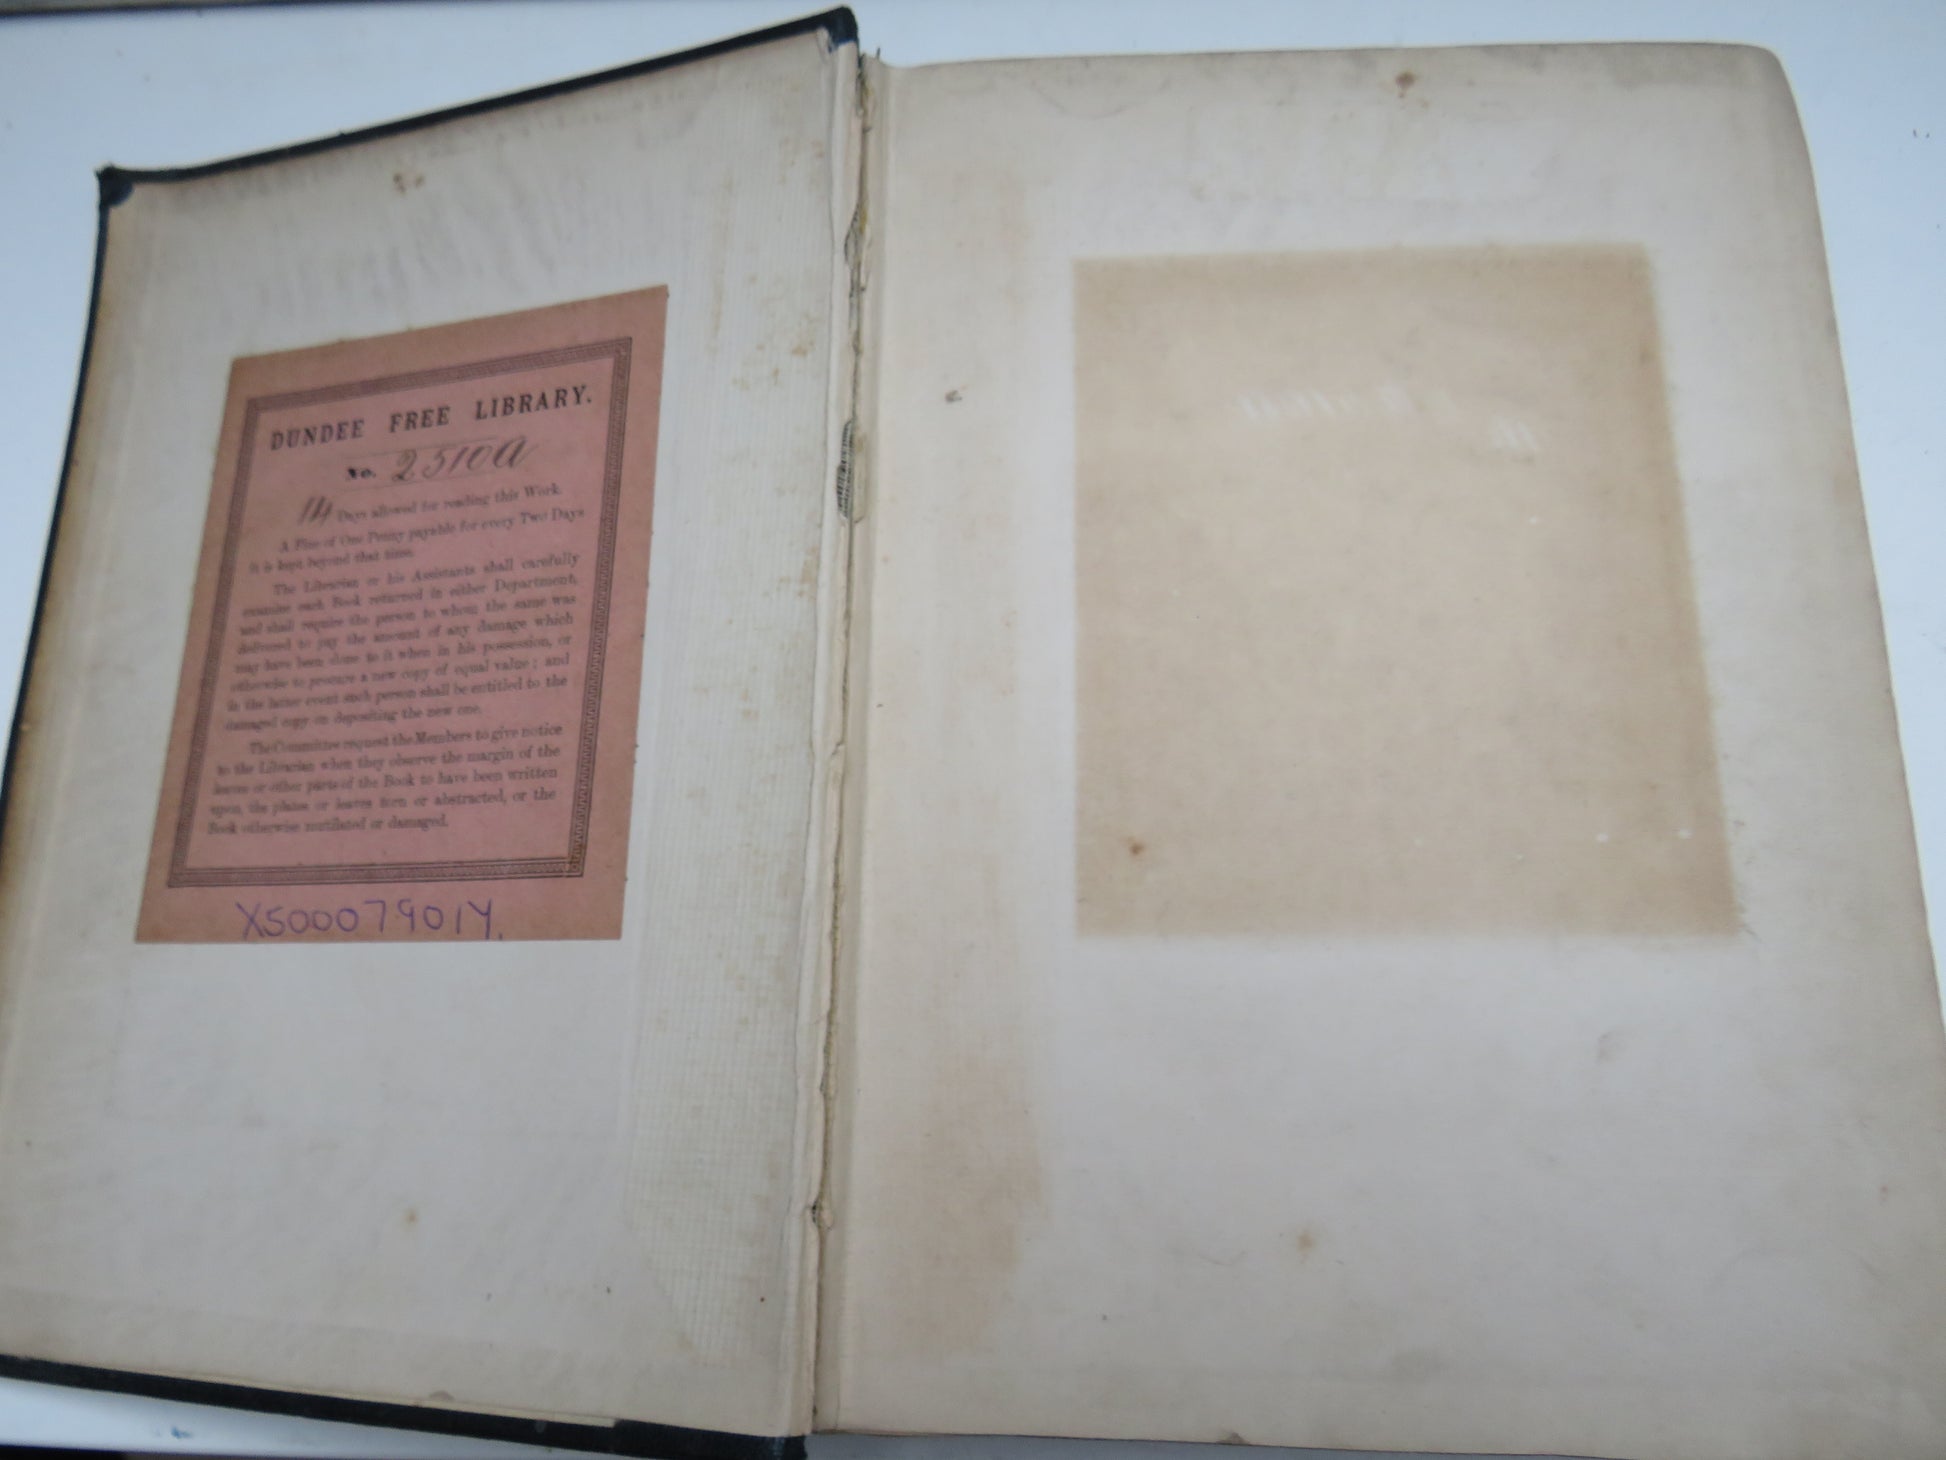 DUNDEE FREE LIBRARY.
No. 2510a
14 Days allowed for reading this Work.
A Fine of One Penny payable for every Two Days
it is kept beyond that time.
The Librarian or his Assistants shall carefully
examine each Book returned in either Department,
and shall require the person to whom the same was
delivered to pay the amount of any damage which
may have been done to it when in his possession, or
otherwise to procure a new copy of equal value; and
in the latter event such person shall be entitled to the
damaged copy on depositing the new one.
The Committee request the Members to give notice
to the Librarian when they observe the margin of the
leaves or other parts of the Book to have been written
upon, the plates or leaves torn or abstracted, or the
Book otherwise mutilated or damaged.
XS00079014.